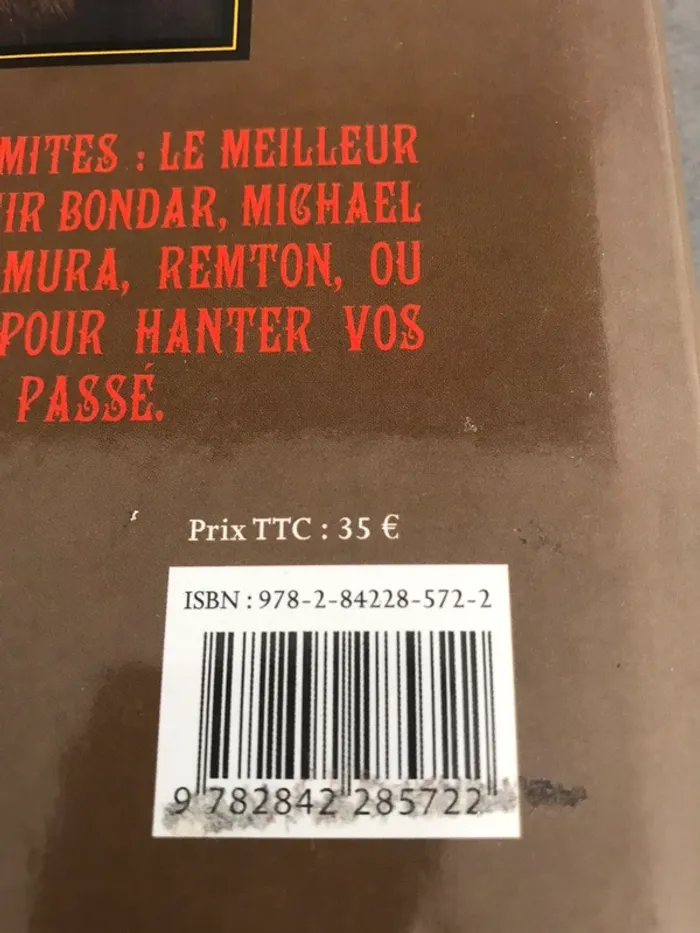 MITES : LE MEILLEUR
IR BONDAR, MICHAEL
MURA, REMTON, OU
POUR HANTER VOS
PASSÉ.
Prix TTC : 35 €
ISBN : 978-2-84228-572-2
9 782842 285722